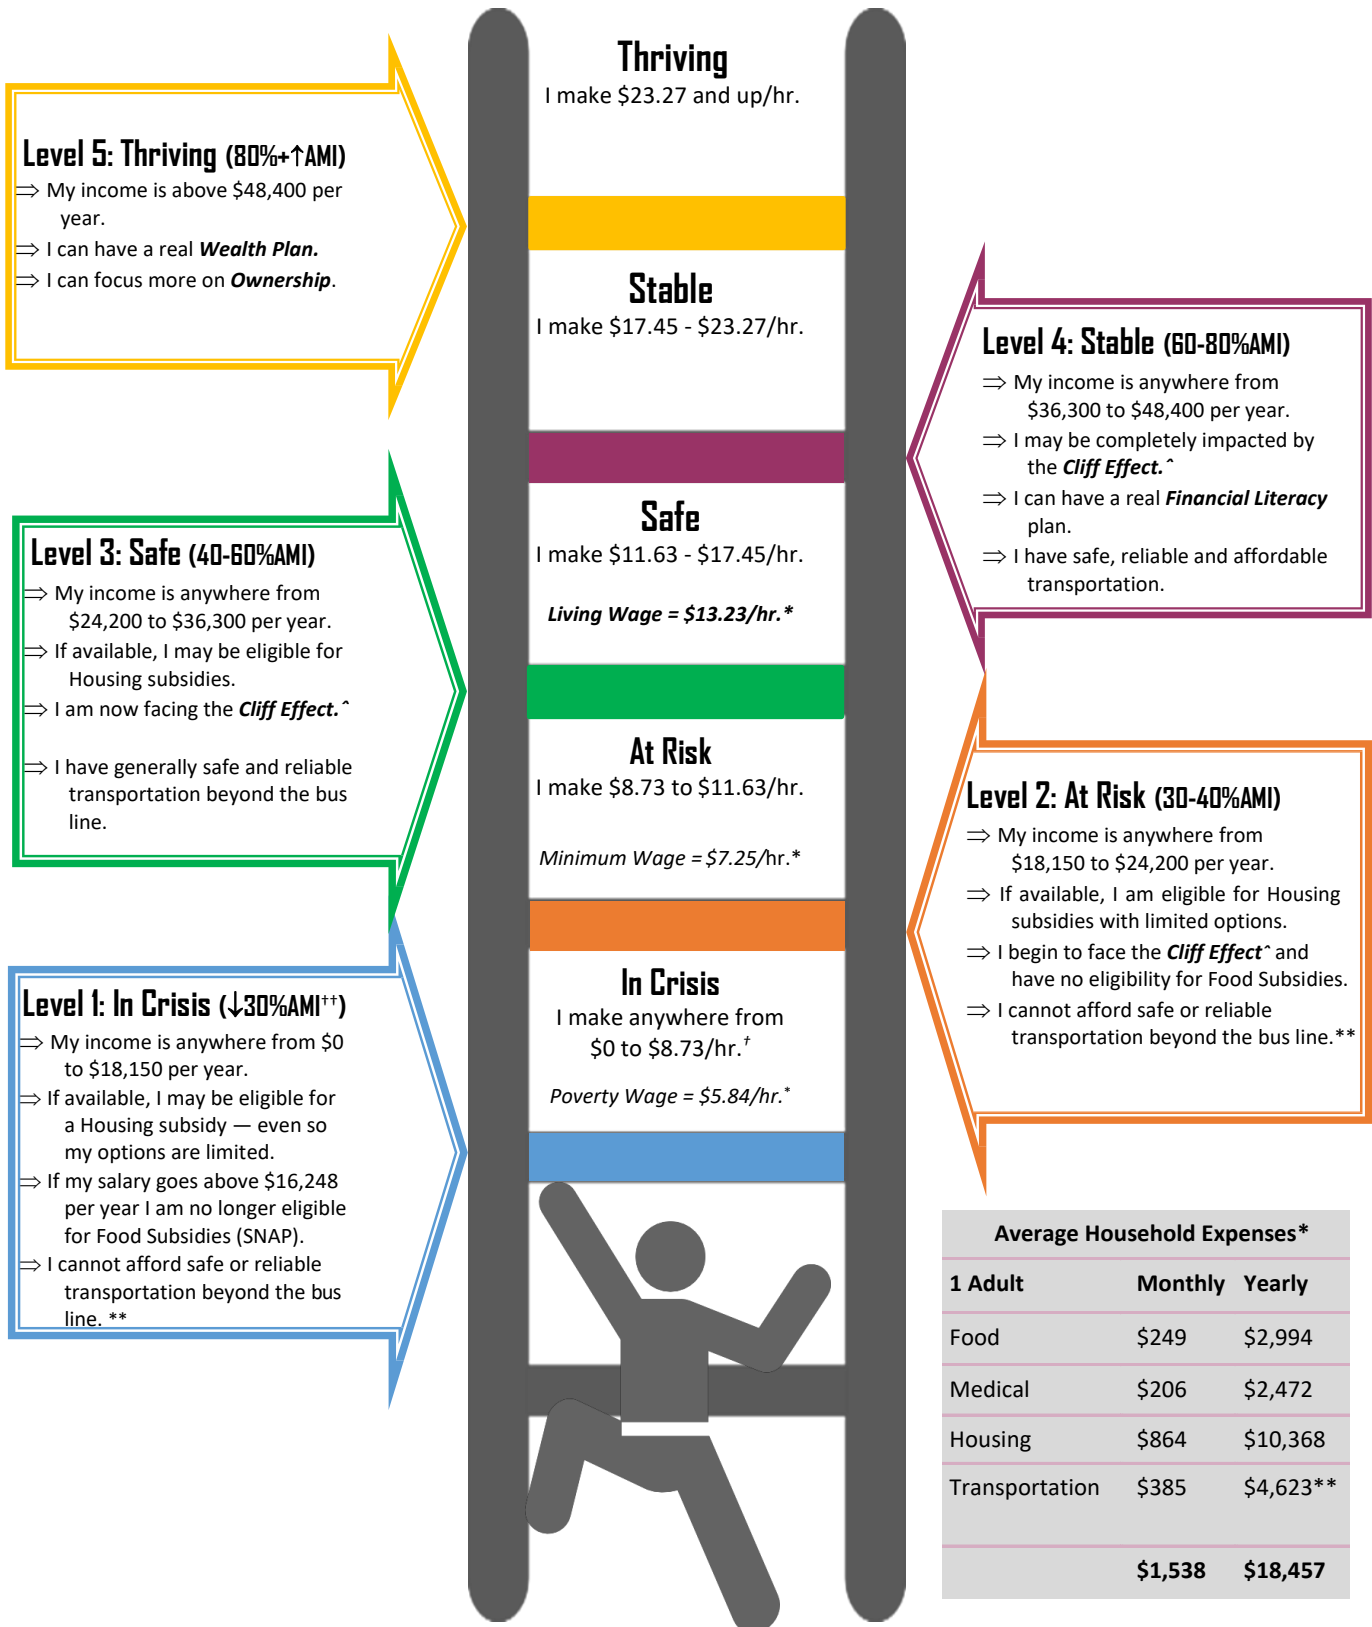 Thriving
I make $23.27 and up/hr.
Level 5: Thriving (80%+↑AMI)
⇒ My income is above $48,400 per
year.
⇒ I can have a real Wealth Plan.
⇒ I can focus more on Ownership.
Stable
I make $17.45 - $23.27/hr.
Level 4: Stable (60-80%AMI)
⇒ My income is anywhere from
$36,300 to $48,400 per year.
⇒ I may be completely impacted by
the Cliff Effect.ˆ
⇒ I can have a real Financial Literacy
plan.
⇒ I have safe, reliable and affordable
transportation.
Safe
I make $11.63 - $17.45/hr.
Living Wage = $13.23/hr.*
Level 3: Safe (40-60%AMI)
⇒ My income is anywhere from
$24,200 to $36,300 per year.
⇒ If available, I may be eligible for
Housing subsidies.
⇒ I am now facing the Cliff Effect.ˆ
⇒ I have generally safe and reliable
transportation beyond the bus
line.
At Risk
I make $8.73 to $11.63/hr.
Minimum Wage = $7.25/hr.*
Level 2: At Risk (30-40%AMI)
⇒ My income is anywhere from
$18,150 to $24,200 per year.
⇒ If available, I am eligible for Housing
subsidies with limited options.
⇒ I begin to face the Cliff Effectˆ and
have no eligibility for Food Subsidies.
⇒ I cannot afford safe or reliable
transportation beyond the bus line.**
In Crisis
I make anywhere from
$0 to $8.73/hr.†
Poverty Wage = $5.84/hr.*
Level 1: In Crisis (↓30%AMI††)
⇒ My income is anywhere from $0
to $18,150 per year.
⇒ If available, I may be eligible for
a Housing subsidy — even so
my options are limited.
⇒ If my salary goes above $16,248
per year I am no longer eligible
for Food Subsidies (SNAP).
⇒ I cannot afford safe or reliable
transportation beyond the bus
line. **
Average Household Expenses*
1 Adult Monthly Yearly
Food $249 $2,994
Medical $206 $2,472
Housing $864 $10,368
Transportation $385 $4,623**
$1,538 $18,457